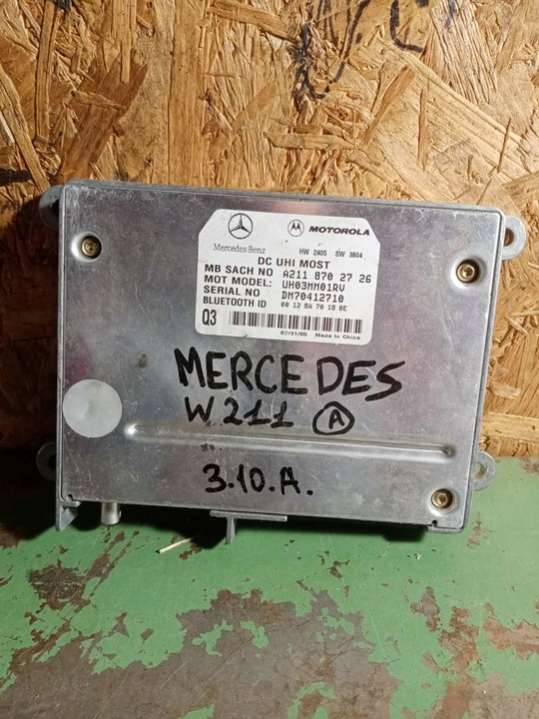 MOTOROLA
Mercedes-Benz HW 2405 SW 3804
DC UHI MOST
MB SACH NO A211 870 27 26
MOT MODEL: UH03MM01RV
SERIAL NO DM70412710
BLUETOOTH ID
Q3
Made in China
MERCEDES
W211 A
3.10.A.